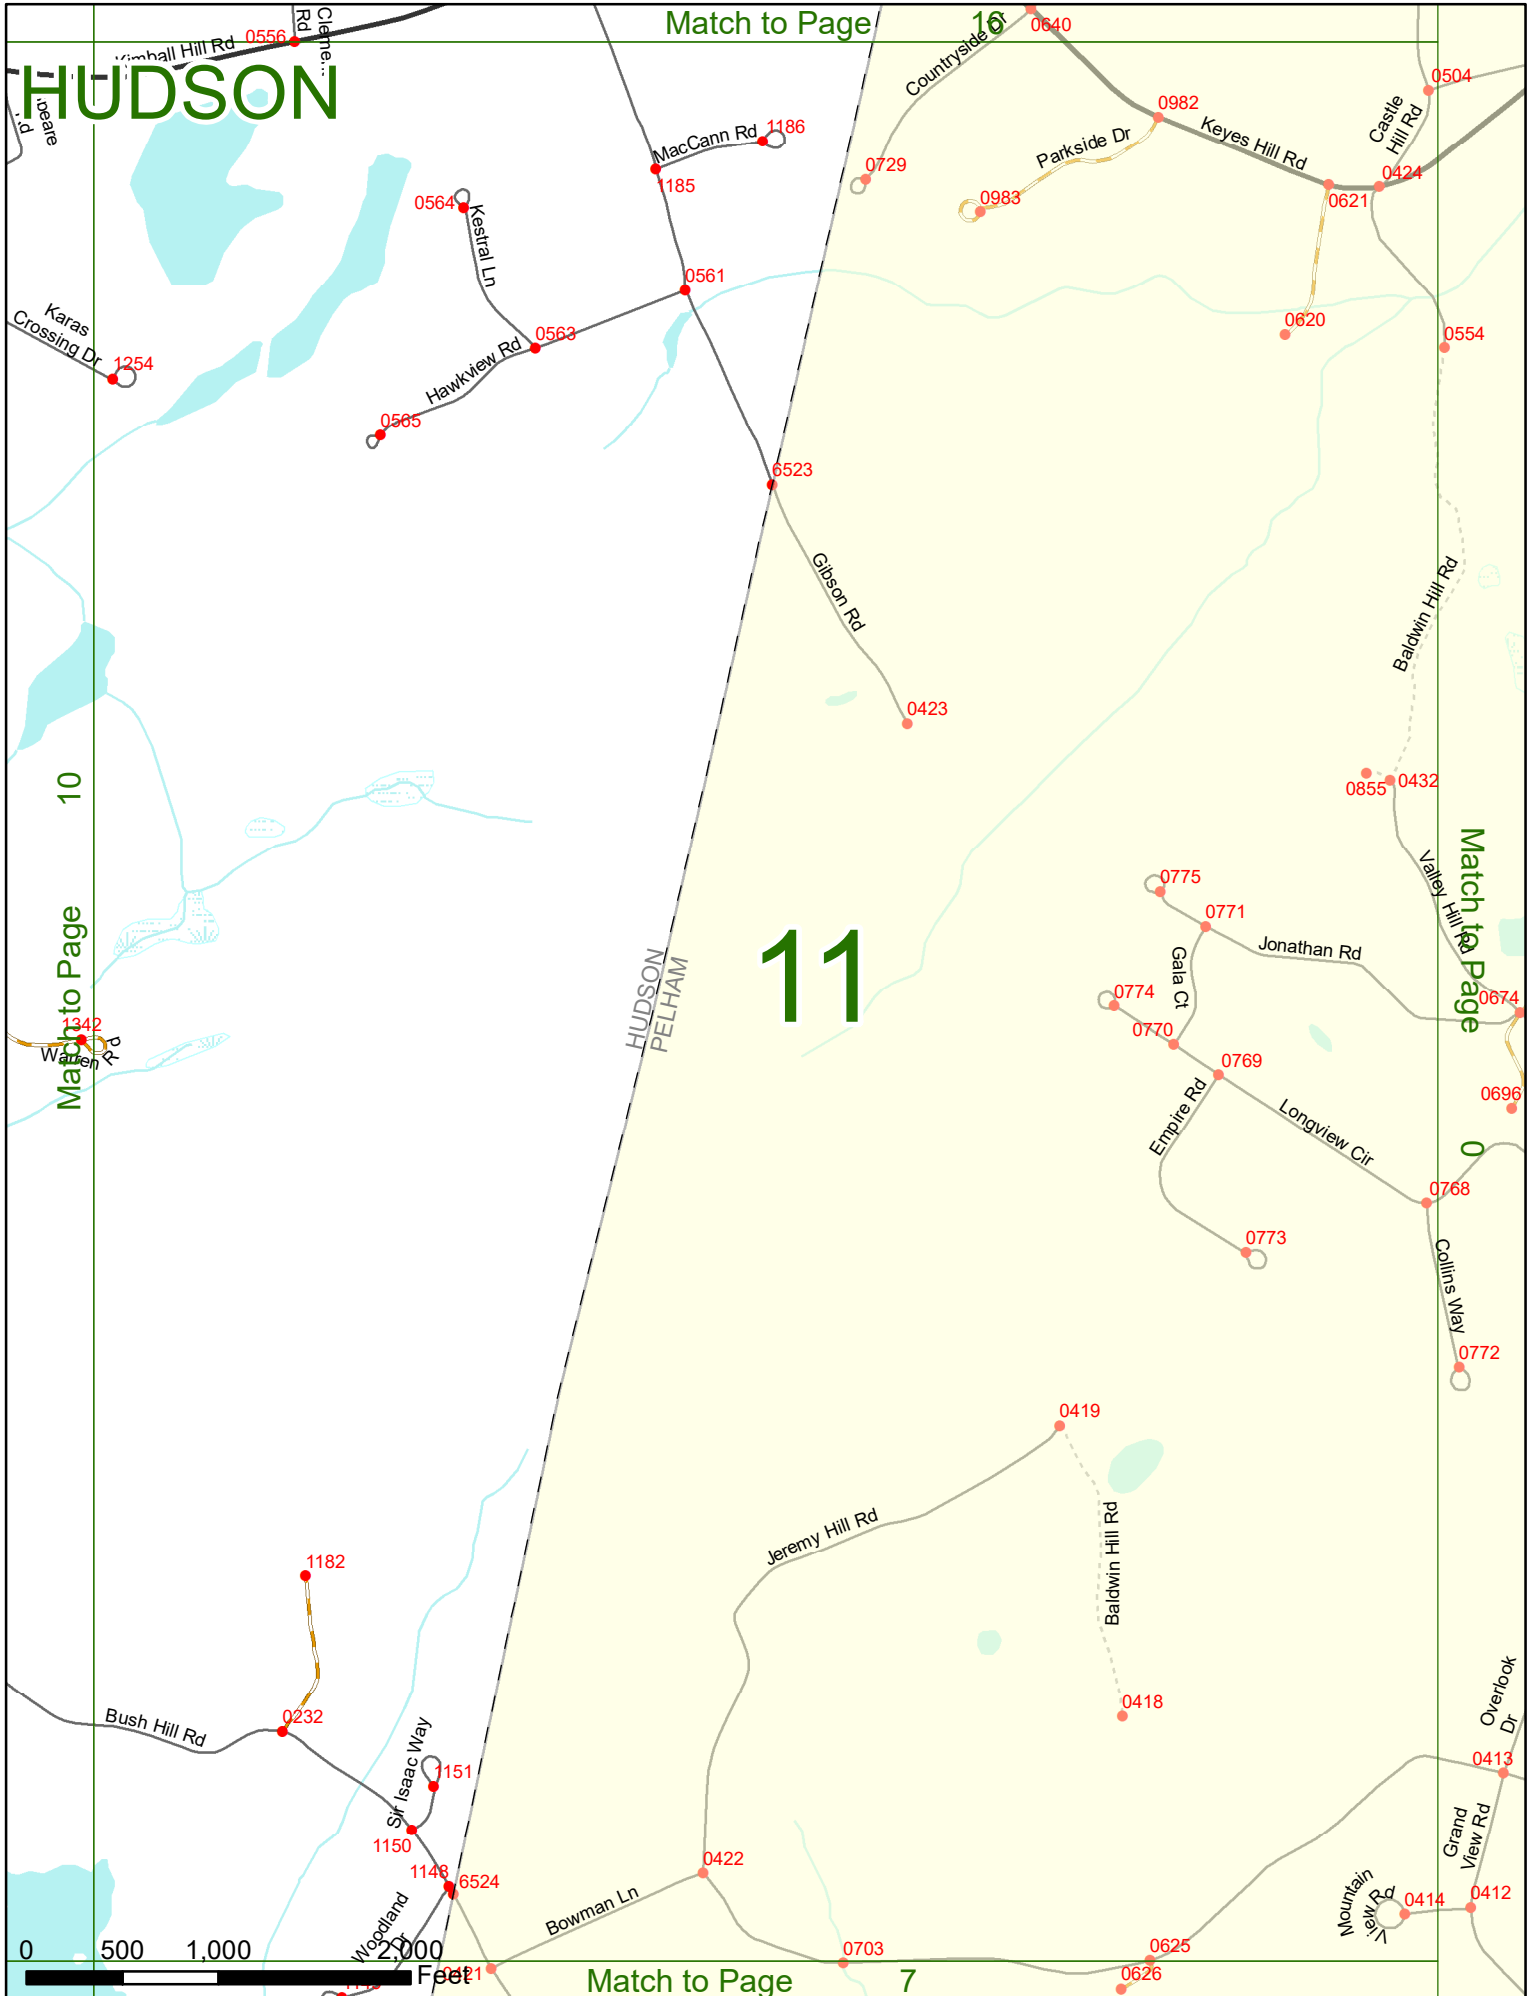 Match to Page
16
HUDSON
0556
Rd
Cleme...
Kimball Hill Rd
0640
Countryside Dr
0504
0982
Castle
Hill Rd
Keyes Hill Rd
Parkside Dr
MacCann Rd
1186
1185
0729
0983
0424
0621
0564
Kestral Ln
0561
0563
Hawkview Rd
0565
Karas
Crossing Dr
1254
0620
0554
6523
Gibson Rd
0423
Baldwin Hill Rd
0855
0432
10
Match to Page
Valley Hill Rd
Match to Page
0
0775
0771
Jonathan Rd
Gala Ct
0774
0770
0769
0674
0696
11
HUDSON
PELHAM
1342
Warren Rd
Empire Rd
Longview Cir
0768
0773
Collins Way
0772
0419
Jeremy Hill Rd
Baldwin Hill Rd
0418
1182
0232
Bush Hill Rd
Sir Isaac Way
1151
1150
1148
6524
Woodland
Dr
0422
Bowman Ln
0421
0703
0625
0626
Overlook
Dr
0413
Grand
View Rd
Mountain
View Rd
0414
0412
0 500 1,000 2,000
Feet
Match to Page
7